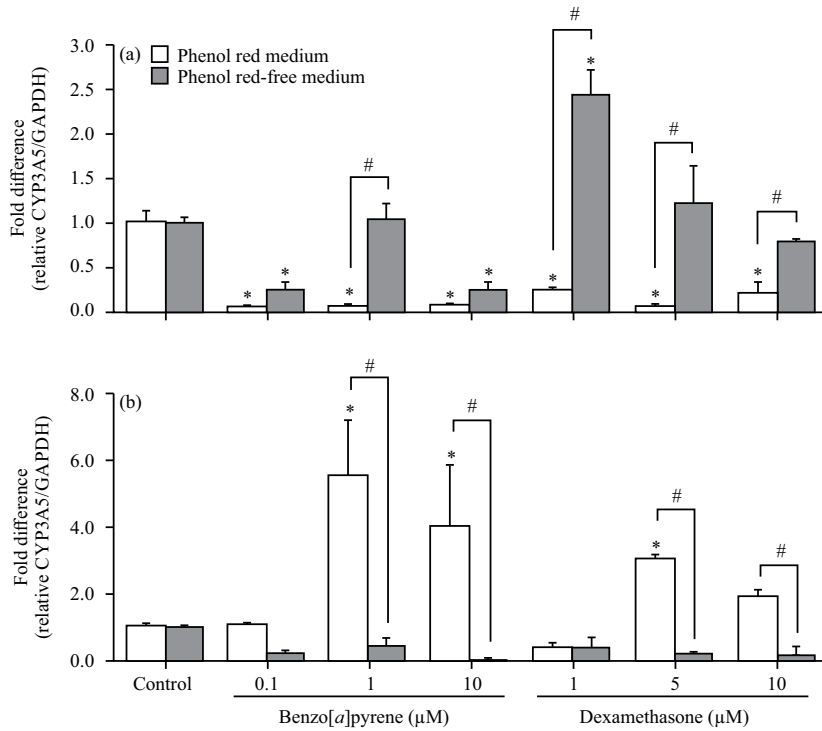 (a)
Phenol red medium
Phenol red-free medium
Fold difference
(relative CYP3A5/GAPDH)
3.0
2.5
2.0
1.5
1.0
0.5
0.0
* * * # * * * # * * # * #
(b)
Fold difference
(relative CYP3A5/GAPDH)
8.0
6.0
4.0
2.0
0.0
* # * # * # #
Control 0.1 1 10 1 5 10
Benzo[a]pyrene (µM) Dexamethasone (µM)